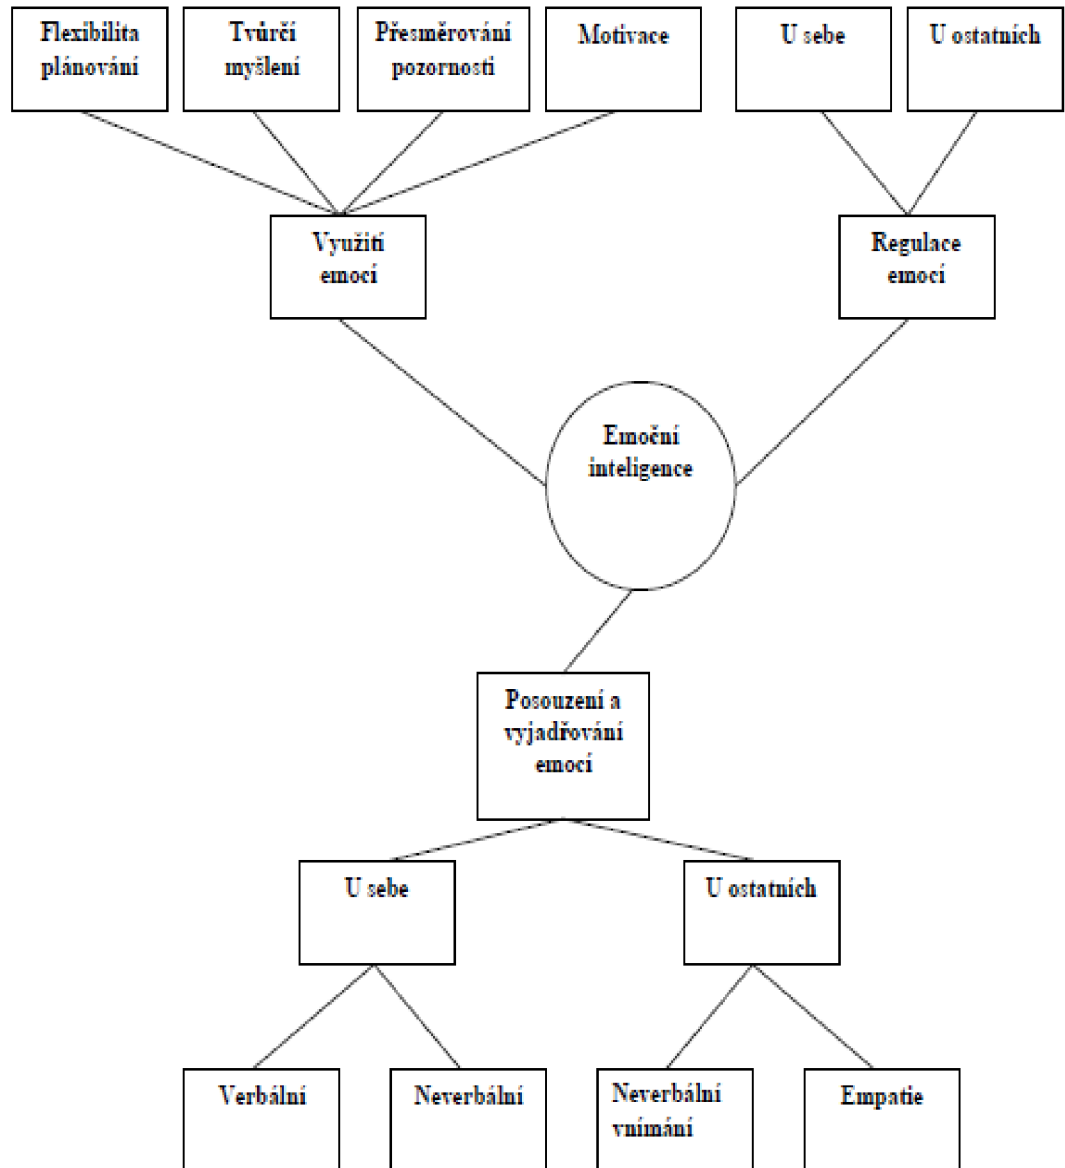 Flexibilita
plánování
Tvůrčí
myšlení
Přesměrování
pozornosti
Motivace
U sebe
U ostatních
Využití
emocí
Regulace
emocí
Emoční
inteligence
Posouzení a
vyjadřování
emocí
U sebe
U ostatních
Verbální
Neverbální
Neverbální
vnímání
Empatie